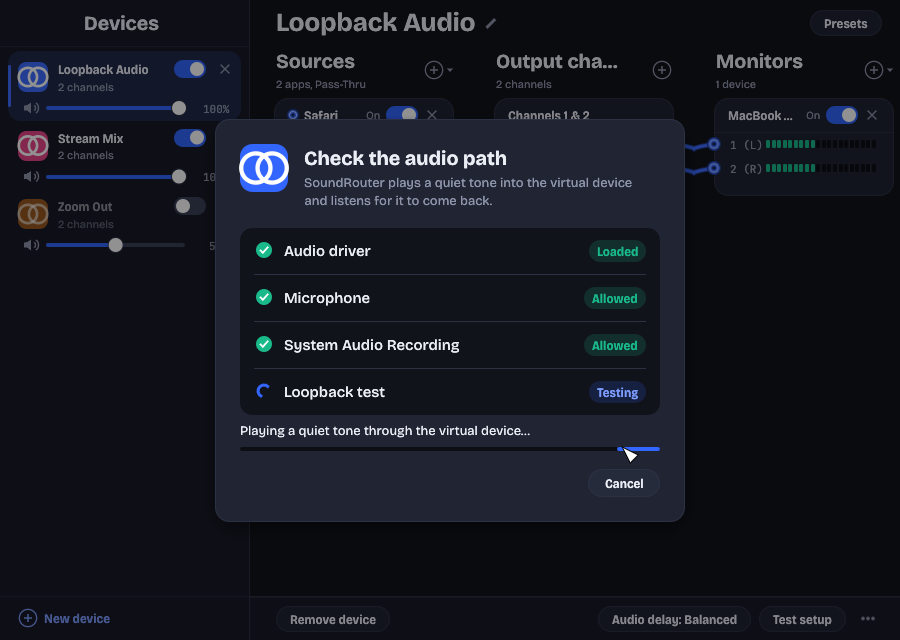 Devices
Loopback Audio
2 channels
100%
Stream Mix
2 channels
Zoom Out
2 channels
New device
Loopback Audio
Presets
Sources
2 apps, Pass-Thru
Output cha...
2 channels
Monitors
1 device
Safari
On
Channels 1 & 2
MacBook ...
On
1 (L)
2 (R)
Check the audio path
SoundRouter plays a quiet tone into the virtual device
and listens for it to come back.
Audio driver
Loaded
Microphone
Allowed
System Audio Recording
Allowed
Loopback test
Testing
Playing a quiet tone through the virtual device...
Cancel
Remove device
Audio delay: Balanced
Test setup